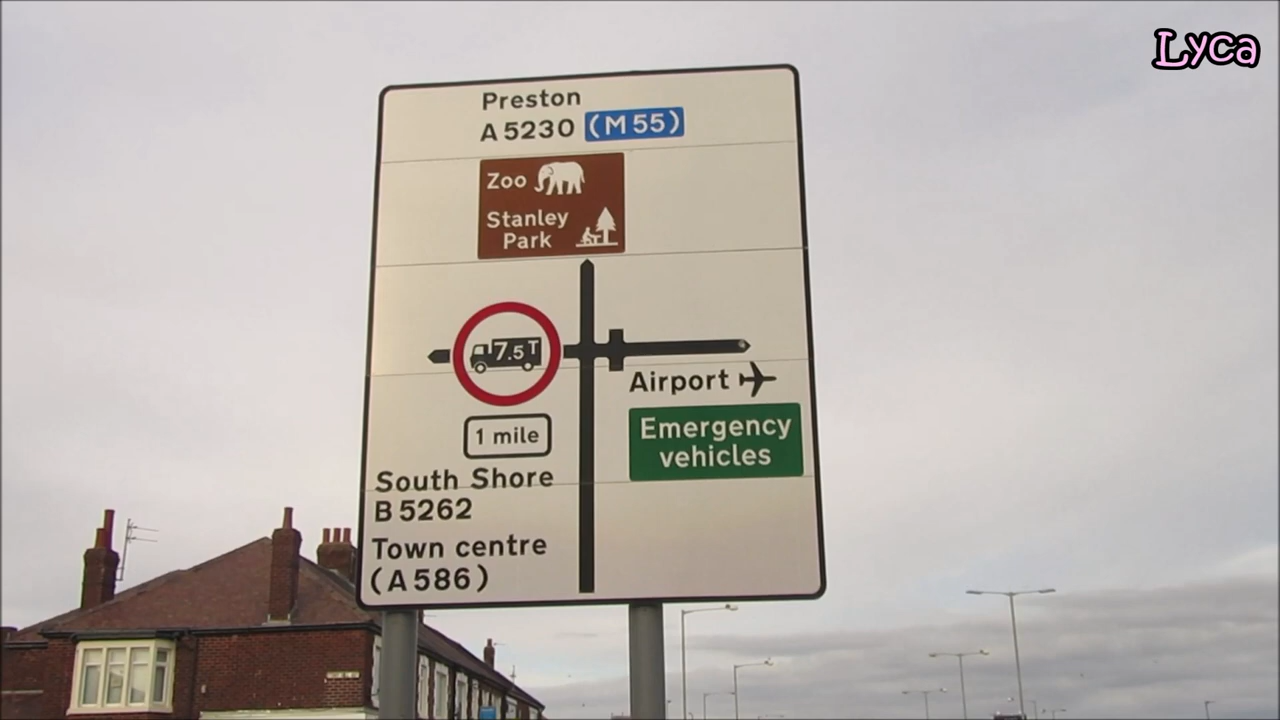 Lyca
Preston
A 5230 (M 55)
Zoo
Stanley
Park
7.5T
Airport
1 mile
Emergency
vehicles
South Shore
B 5262
Town centre
(A 586)